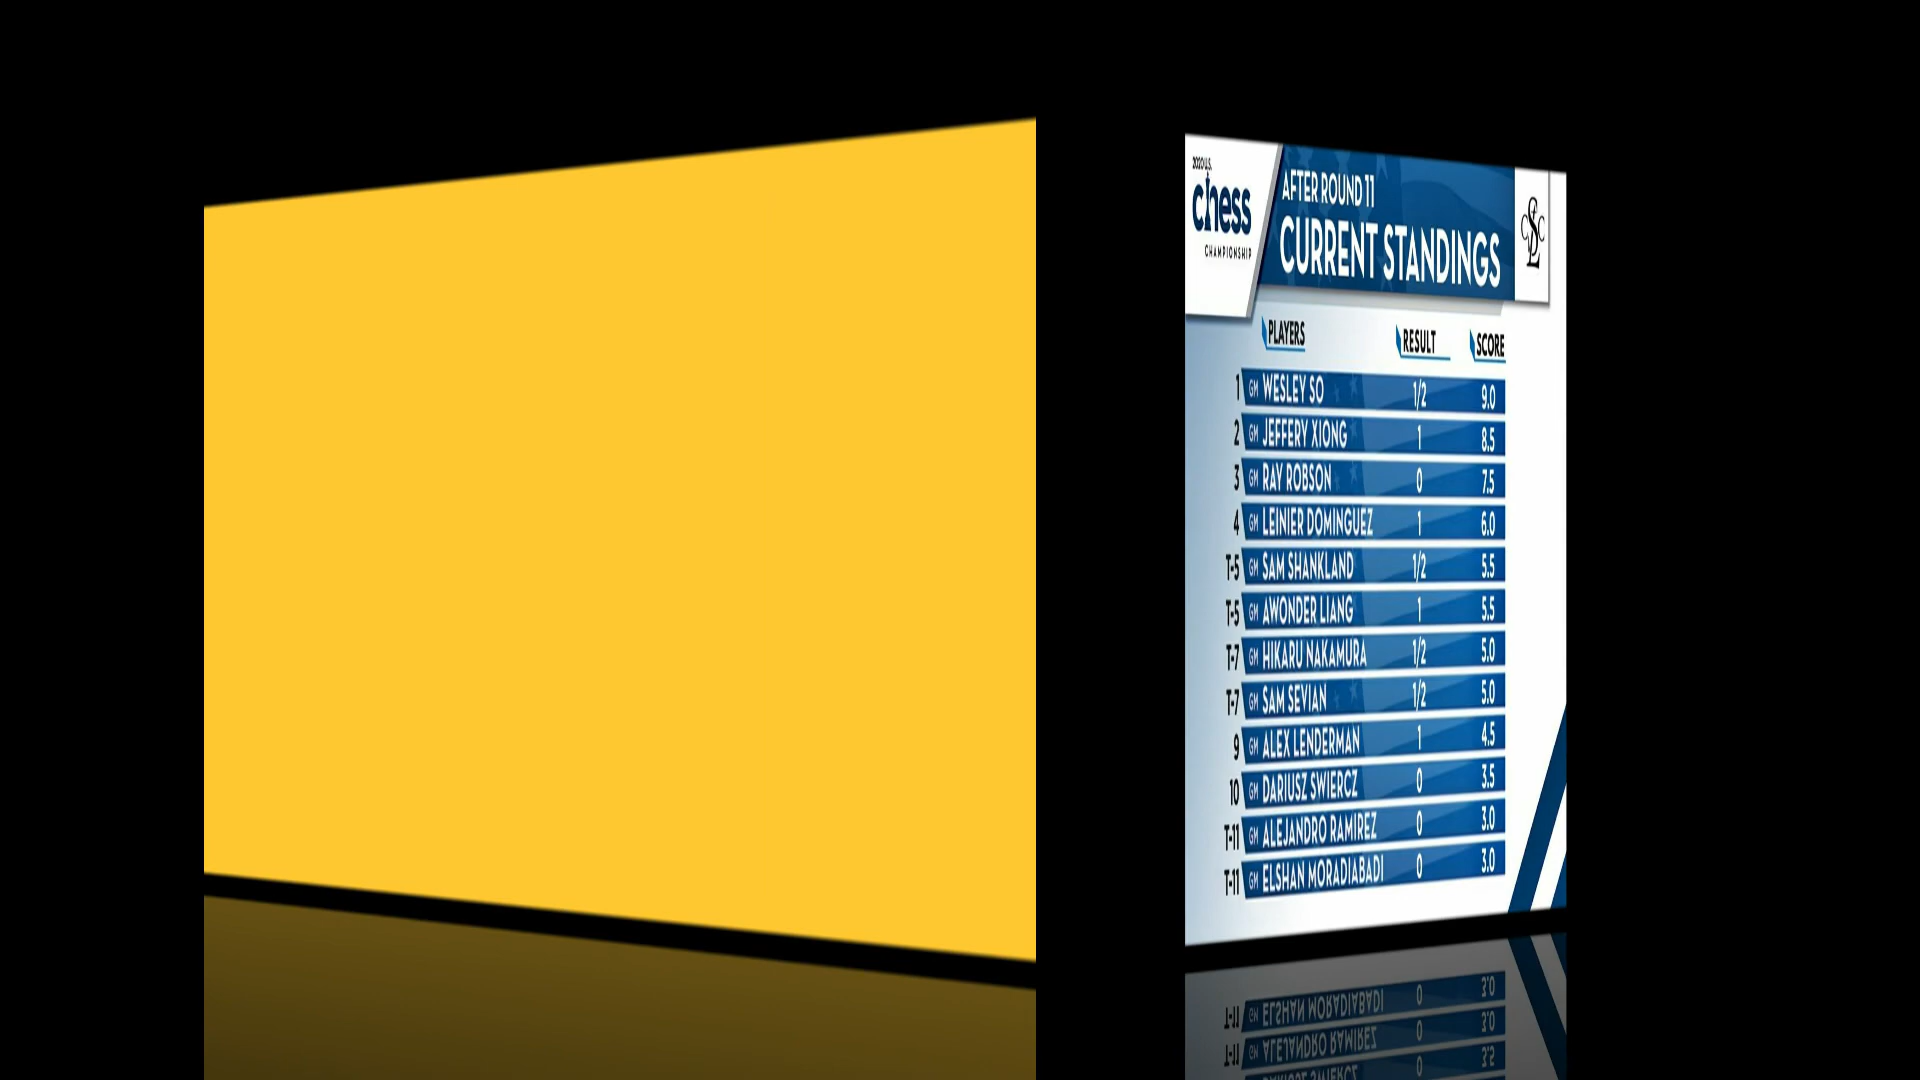 2020 U.S.
chess
CHAMPIONSHIP
AFTER ROUND 11
CURRENT STANDINGS
PLAYERS RESULT SCORE
1 GM WESLEY SO 1/2 9.0
2 GM JEFFERY XIONG 1 8.5
3 GM RAY ROBSON 0 7.5
4 GM LEINIER DOMINGUEZ 1 6.0
T-5 GM SAM SHANKLAND 1/2 5.5
T-5 GM AWONDER LIANG 1 5.5
T-7 GM HIKARU NAKAMURA 1/2 5.0
T-7 GM SAM SEVIAN 1/2 5.0
9 GM ALEX LENDERMAN 1 4.5
10 GM DARIUSZ SWIERCZ 0 3.5
T-11 GM ALEJANDRO RAMIREZ 0 3.0
T-11 GM ELSHAN MORADIABADI 0 3.0